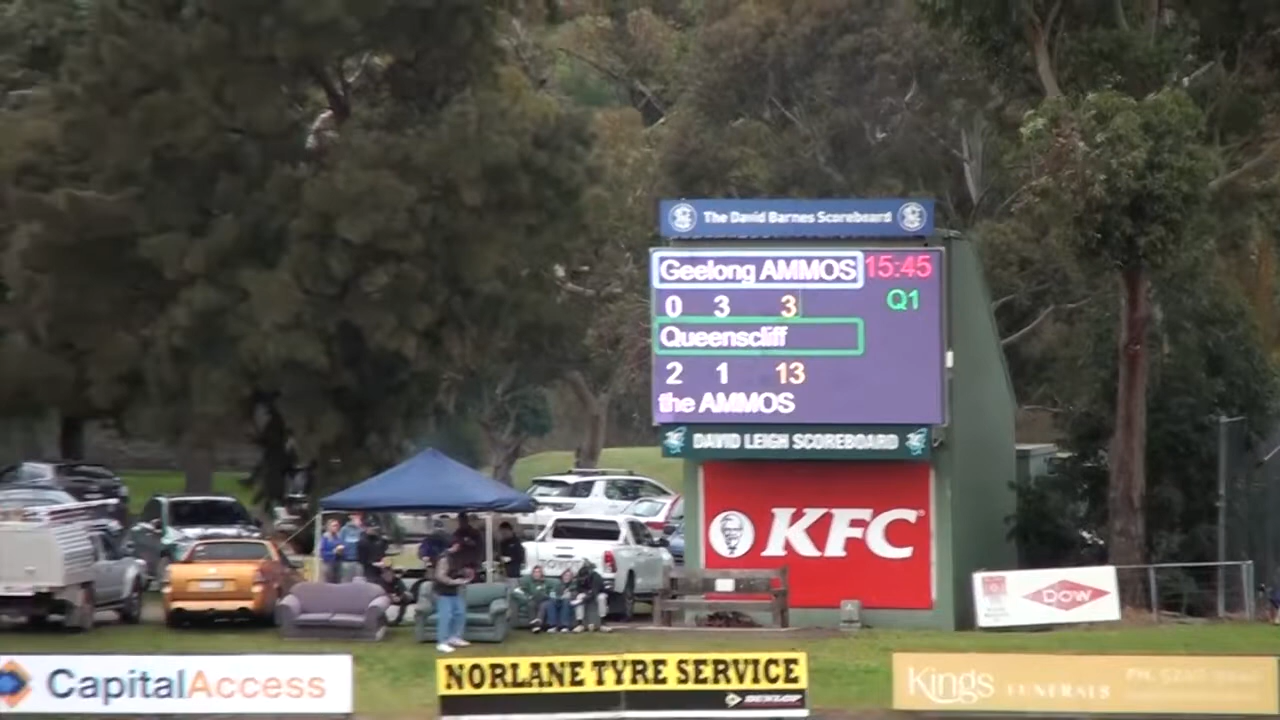 The David Barnes Scoreboard
Geelong AMMOS 15:45
0 3 3 Q1
Queenscliff
2 1 13
the AMMOS
DAVID LEIGH SCOREBOARD
KFC
DOW
CapitalAccess
NORLANE TYRE SERVICE
DUNLOP
Kings FUNERALS